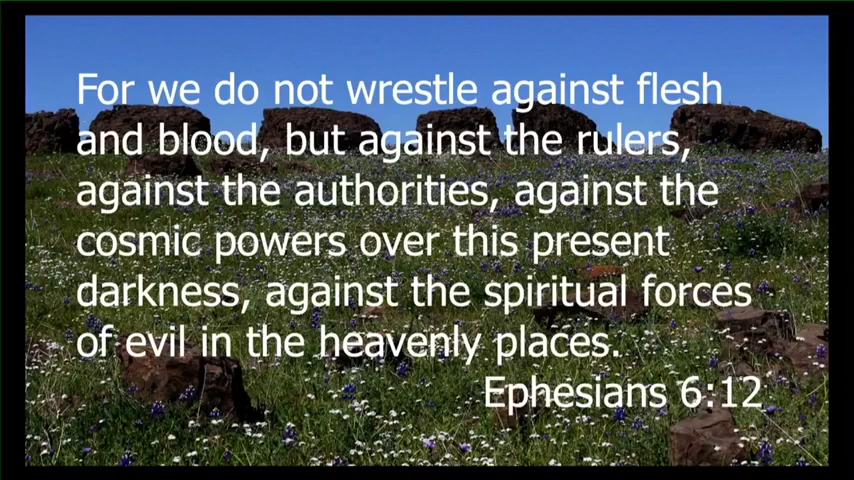 For we do not wrestle against flesh
and blood, but against the rulers,
against the authorities, against the
cosmic powers over this present
darkness, against the spiritual forces
of evil in the heavenly places.
Ephesians 6:12